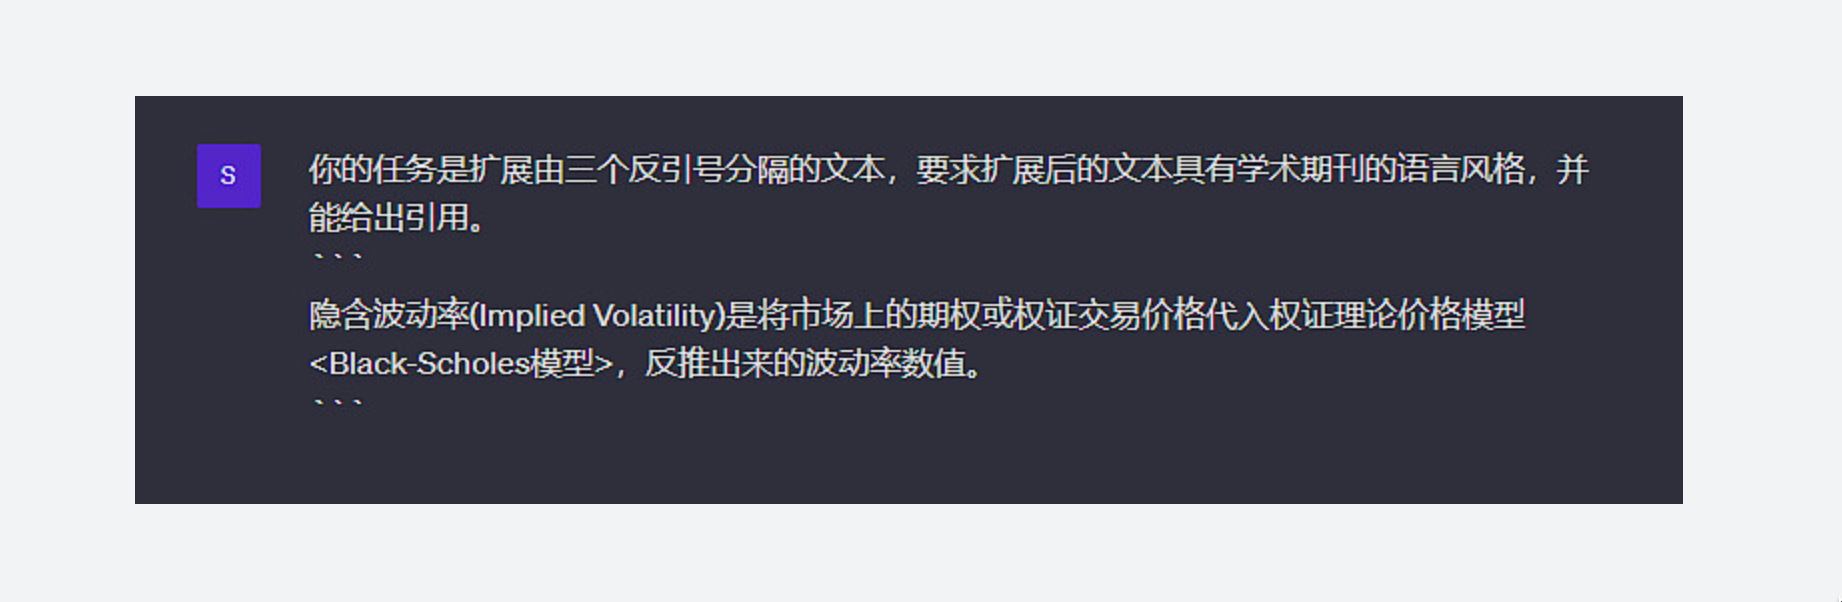 S
你的任务是扩展由三个反引号分隔的文本，要求扩展后的文本具有学术期刊的语言风格，并
能给出引用。
```
隐含波动率(Implied Volatility)是将市场上的期权或权证交易价格代入权证理论价格模型
<Black-Scholes模型>，反推出来的波动率数值。
```